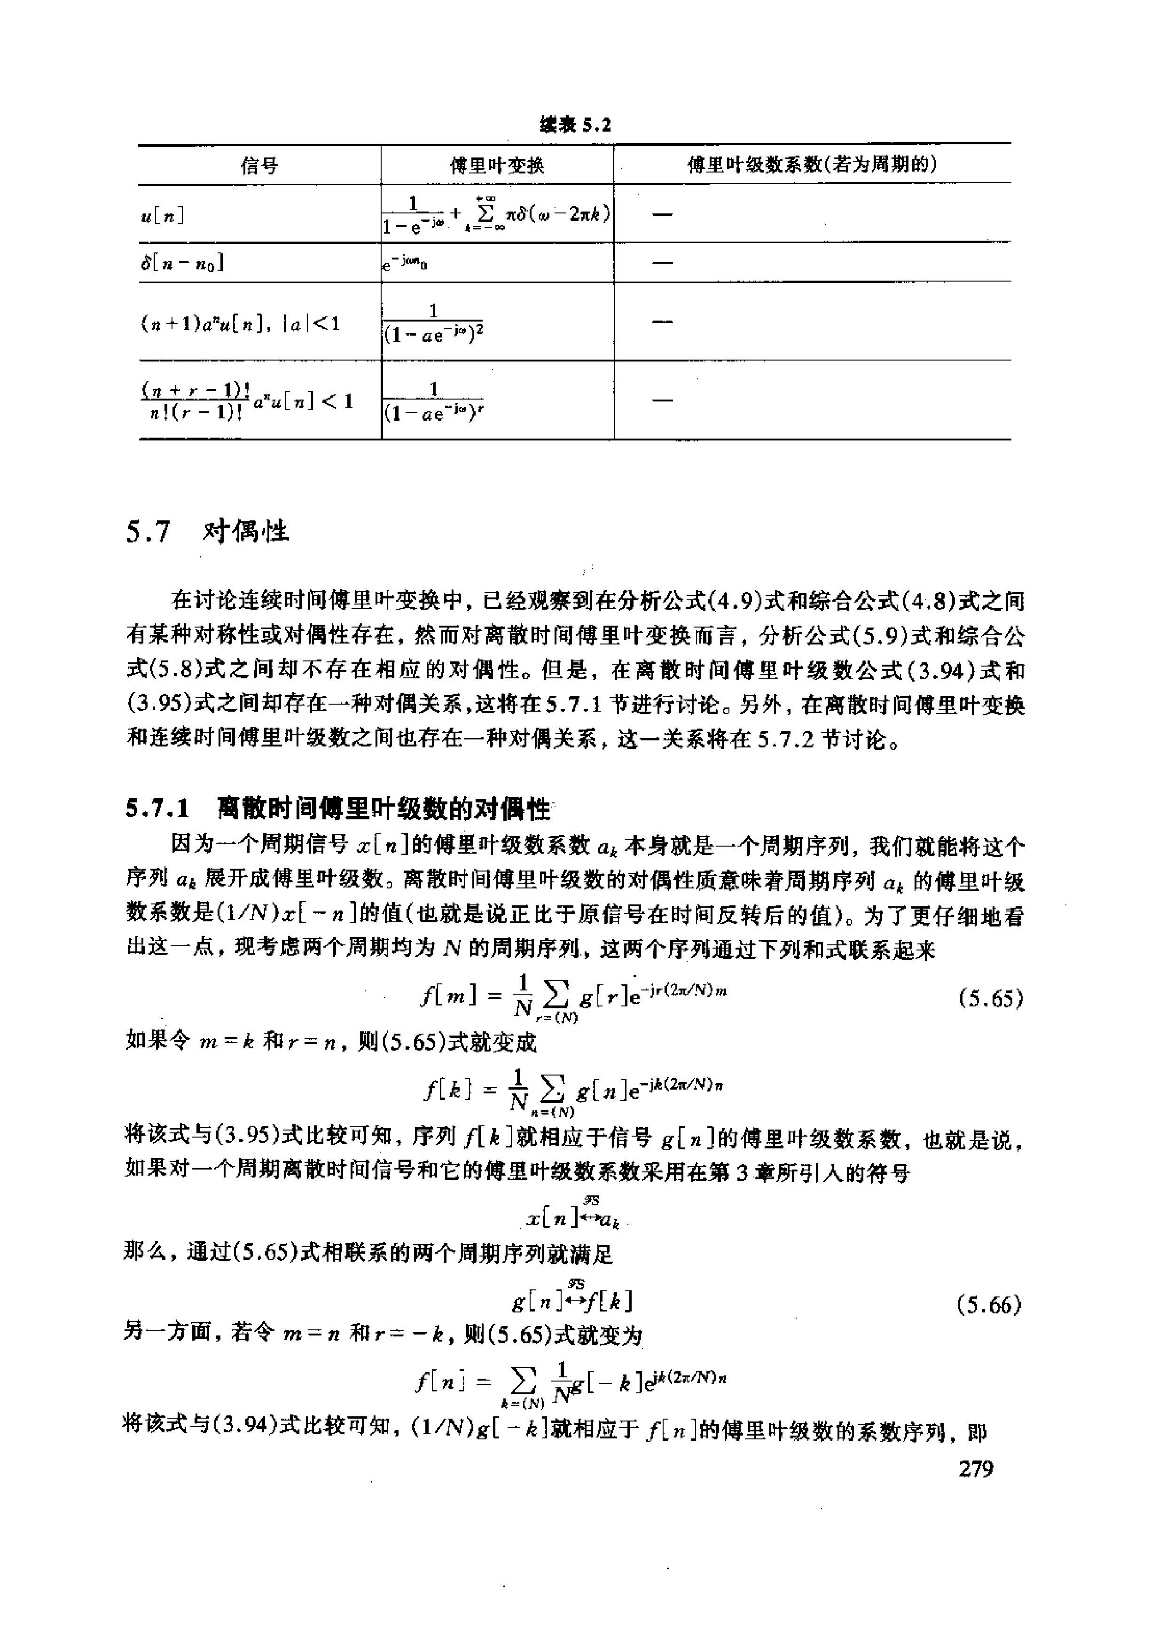 续表 5.2
信号 傅里叶变换 傅里叶级数系数(若为周期的)
u[n] 1/(1-e^{-jω}) + ∑_{k=-∞}^{+∞} πδ(ω-2πk) —
δ[n-n₀] e^{-jωn₀} —
(n+1)aⁿu[n], |a|<1 1/(1-ae^{-jω})² —
(n+r-1)!/(n!(r-1)!) aⁿu[n]<1 1/(1-ae^{-jω})^r —
5.7 对偶性
在讨论连续时间傅里叶变换中，已经观察到在分析公式(4.9)式和综合公式(4.8)式之间
有某种对称性或对偶性存在，然而对离散时间傅里叶变换而言，分析公式(5.9)式和综合公
式(5.8)式之间却不存在相应的对偶性。但是，在离散时间傅里叶级数公式(3.94)式和
(3.95)式之间却存在一种对偶关系,这将在5.7.1节进行讨论。另外，在离散时间傅里叶变换
和连续时间傅里叶级数之间也存在一种对偶关系，这一关系将在5.7.2节讨论。
5.7.1 离散时间傅里叶级数的对偶性
因为一个周期信号 x[n]的傅里叶级数系数 a_k 本身就是一个周期序列，我们就能将这个
序列 a_k 展开成傅里叶级数。离散时间傅里叶级数的对偶性质意味着周期序列 a_k 的傅里叶级
数系数是(1/N)x[-n]的值(也就是说正比于原信号在时间反转后的值)。为了更仔细地看
出这一点，现考虑两个周期均为 N 的周期序列，这两个序列通过下列和式联系起来
f[m] = 1/N ∑_{r=⟨N⟩} g[r]e^{-jr(2π/N)m} (5.65)
如果令 m=k 和 r=n，则(5.65)式就变成
f[k] = 1/N ∑_{n=⟨N⟩} g[n]e^{-jk(2π/N)n}
将该式与(3.95)式比较可知，序列 f[k]就相应于信号 g[n]的傅里叶级数系数，也就是说，
如果对一个周期离散时间信号和它的傅里叶级数系数采用在第3章所引入的符号
x[n] ↔^{ℱS} a_k
那么，通过(5.65)式相联系的两个周期序列就满足
g[n] ↔^{ℱS} f[k] (5.66)
另一方面，若令 m=n 和 r=-k，则(5.65)式就变为
f[n] = ∑_{k=⟨N⟩} 1/N g[-k]e^{jk(2π/N)n}
将该式与(3.94)式比较可知，(1/N)g[-k]就相应于 f[n]的傅里叶级数的系数序列，即
279